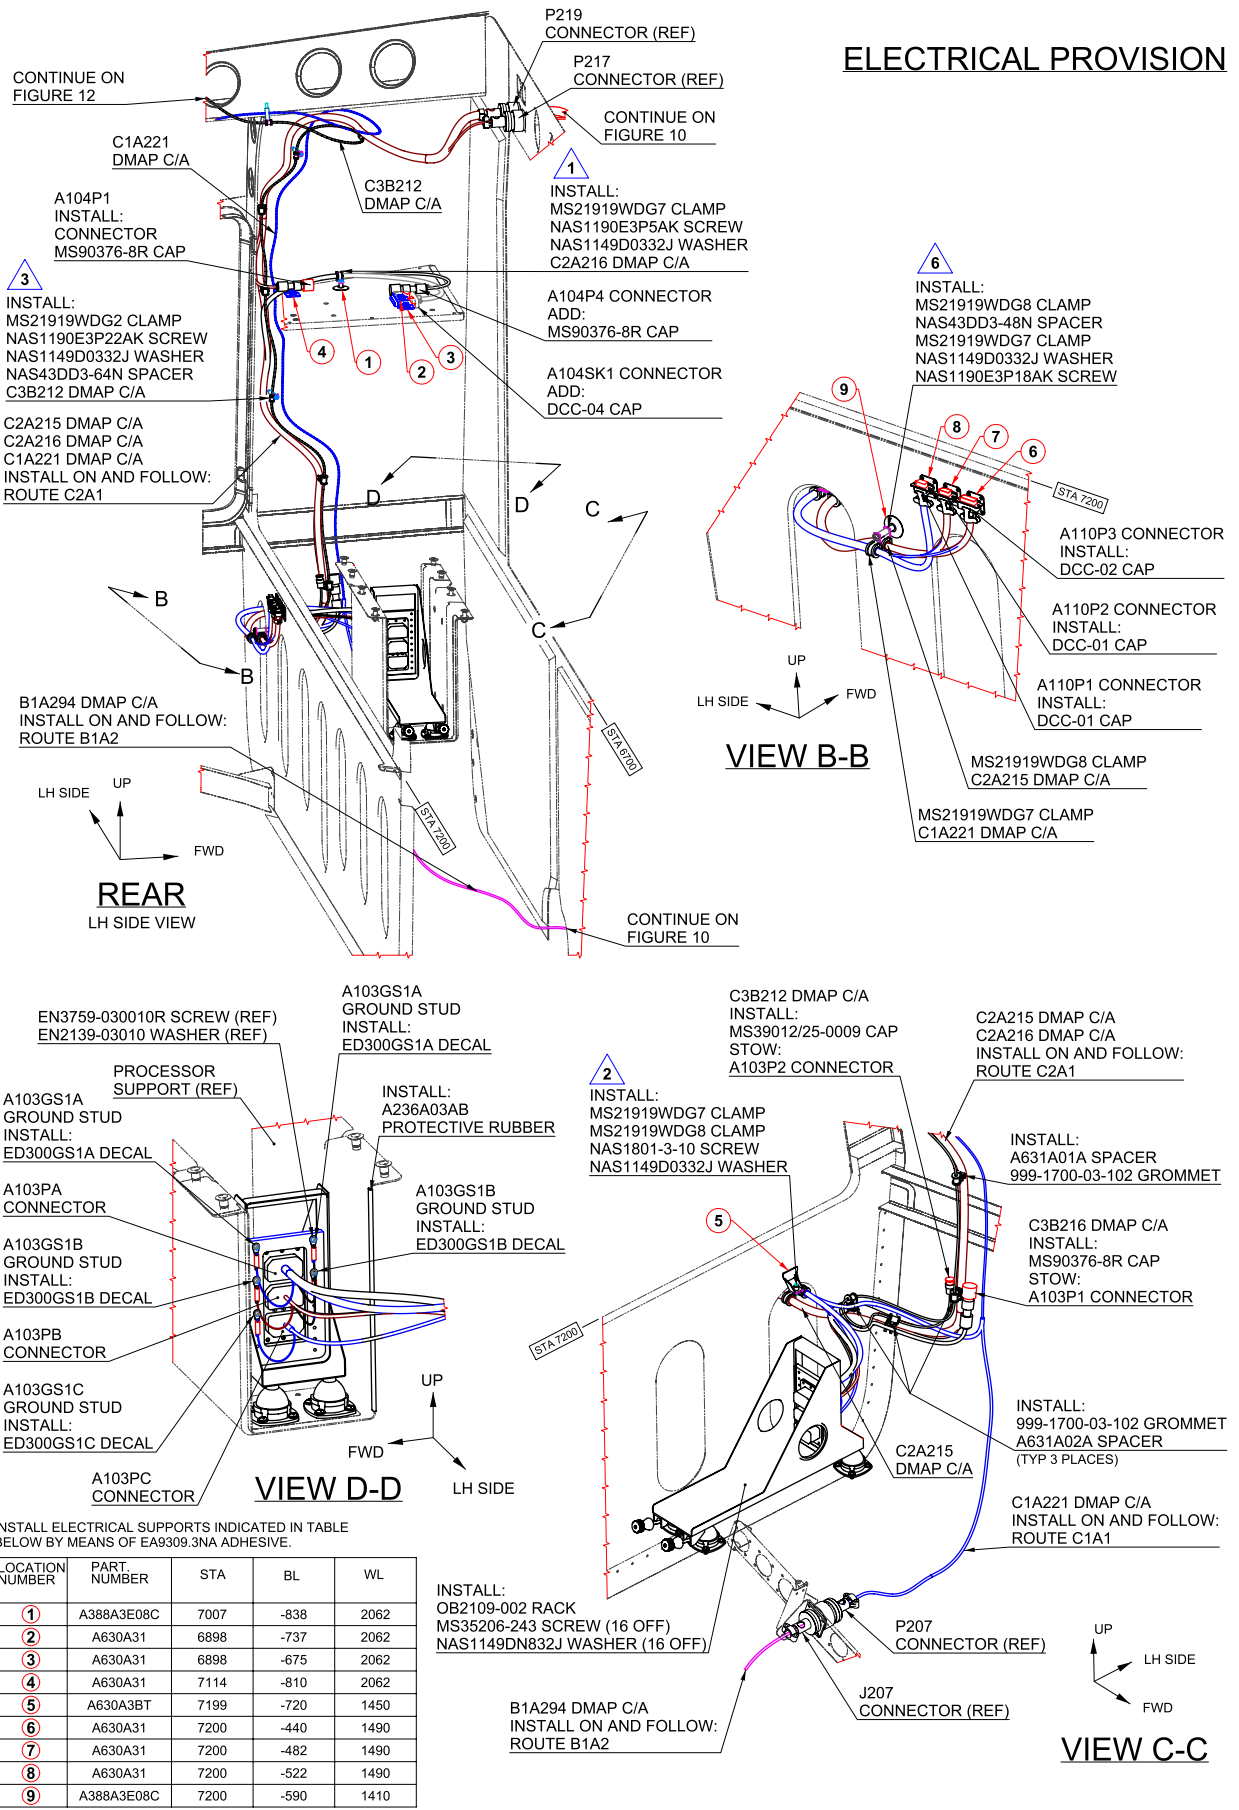 ELECTRICAL PROVISION
P219
CONNECTOR (REF)
P217
CONNECTOR (REF)
CONTINUE ON
FIGURE 10
CONTINUE ON
FIGURE 12
C1A221
DMAP C/A
C3B212
DMAP C/A
A104P1
INSTALL:
CONNECTOR
MS90376-8R CAP
1
INSTALL:
MS21919WDG7 CLAMP
NAS1190E3P5AK SCREW
NAS1149D0332J WASHER
C2A216 DMAP C/A
3
INSTALL:
MS21919WDG2 CLAMP
NAS1190E3P22AK SCREW
NAS1149D0332J WASHER
NAS43DD3-64N SPACER
C3B212 DMAP C/A
A104P4 CONNECTOR
ADD:
MS90376-8R CAP
A104SK1 CONNECTOR
ADD:
DCC-04 CAP
4
1
2
3
C2A215 DMAP C/A
C2A216 DMAP C/A
C1A221 DMAP C/A
INSTALL ON AND FOLLOW:
ROUTE C2A1
D
D
C
C
B
B
B1A294 DMAP C/A
INSTALL ON AND FOLLOW:
ROUTE B1A2
STA 6700
STA 7200
LH SIDE
UP
FWD
REAR
LH SIDE VIEW
CONTINUE ON
FIGURE 10
6
INSTALL:
MS21919WDG8 CLAMP
NAS43DD3-48N SPACER
MS21919WDG7 CLAMP
NAS1149D0332J WASHER
NAS1190E3P18AK SCREW
9
8
7
6
STA 7200
A110P3 CONNECTOR
INSTALL:
DCC-02 CAP
A110P2 CONNECTOR
INSTALL:
DCC-01 CAP
A110P1 CONNECTOR
INSTALL:
DCC-01 CAP
UP
LH SIDE
FWD
VIEW B-B
MS21919WDG8 CLAMP
C2A215 DMAP C/A
MS21919WDG7 CLAMP
C1A221 DMAP C/A
A103GS1A
GROUND STUD
INSTALL:
ED300GS1A DECAL
EN3759-030010R SCREW (REF)
EN2139-03010 WASHER (REF)
PROCESSOR
SUPPORT (REF)
INSTALL:
A236A03AB
PROTECTIVE RUBBER
A103GS1A
GROUND STUD
INSTALL:
ED300GS1A DECAL
A103PA
CONNECTOR
A103GS1B
GROUND STUD
INSTALL:
ED300GS1B DECAL
A103GS1B
GROUND STUD
INSTALL:
ED300GS1B DECAL
A103PB
CONNECTOR
A103GS1C
GROUND STUD
INSTALL:
ED300GS1C DECAL
A103PC
CONNECTOR
UP
FWD
LH SIDE
VIEW D-D
C3B212 DMAP C/A
INSTALL:
MS39012/25-0009 CAP
STOW:
A103P2 CONNECTOR
C2A215 DMAP C/A
C2A216 DMAP C/A
INSTALL ON AND FOLLOW:
ROUTE C2A1
2
INSTALL:
MS21919WDG7 CLAMP
MS21919WDG8 CLAMP
NAS1801-3-10 SCREW
NAS1149D0332J WASHER
INSTALL:
A631A01A SPACER
999-1700-03-102 GROMMET
5
C3B216 DMAP C/A
INSTALL:
MS90376-8R CAP
STOW:
A103P1 CONNECTOR
STA 7200
INSTALL:
999-1700-03-102 GROMMET
A631A02A SPACER
(TYP 3 PLACES)
C2A215
DMAP C/A
C1A221 DMAP C/A
INSTALL ON AND FOLLOW:
ROUTE C1A1
INSTALL:
OB2109-002 RACK
MS35206-243 SCREW (16 OFF)
NAS1149DN832J WASHER (16 OFF)
P207
CONNECTOR (REF)
J207
CONNECTOR (REF)
B1A294 DMAP C/A
INSTALL ON AND FOLLOW:
ROUTE B1A2
UP
LH SIDE
FWD
VIEW C-C
NSTALL ELECTRICAL SUPPORTS INDICATED IN TABLE
BELOW BY MEANS OF EA9309.3NA ADHESIVE.
LOCATION NUMBER PART. NUMBER STA BL WL
1 A388A3E08C 7007 -838 2062
2 A630A31 6898 -737 2062
3 A630A31 6898 -675 2062
4 A630A31 7114 -810 2062
5 A630A3BT 7199 -720 1450
6 A630A31 7200 -440 1490
7 A630A31 7200 -482 1490
8 A630A31 7200 -522 1490
9 A388A3E08C 7200 -590 1410